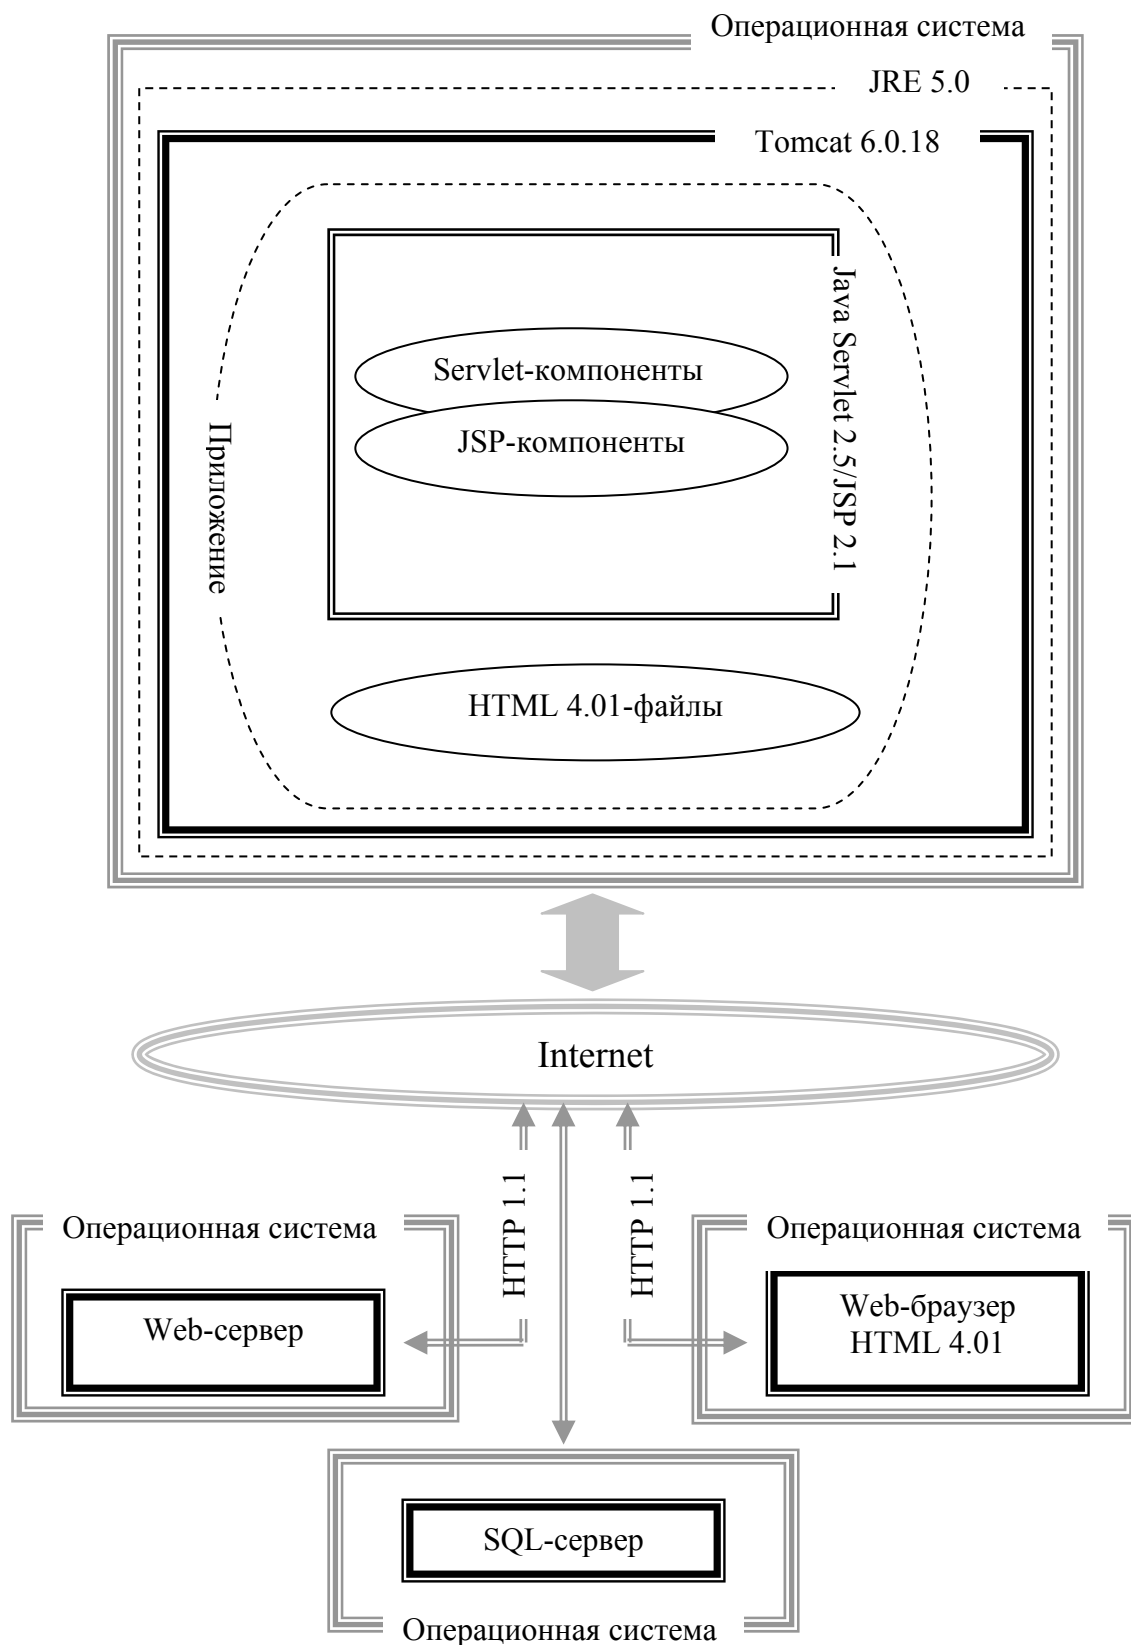 Операционная система
JRE 5.0
Tomcat 6.0.18
Java Servlet 2.5/JSP 2.1
Servlet-компоненты
JSP-компоненты
Приложение
HTML 4.01-файлы
Internet
HTTP 1.1
HTTP 1.1
Операционная система
Web-сервер
Операционная система
Web-браузер
HTML 4.01
SQL-сервер
Операционная система